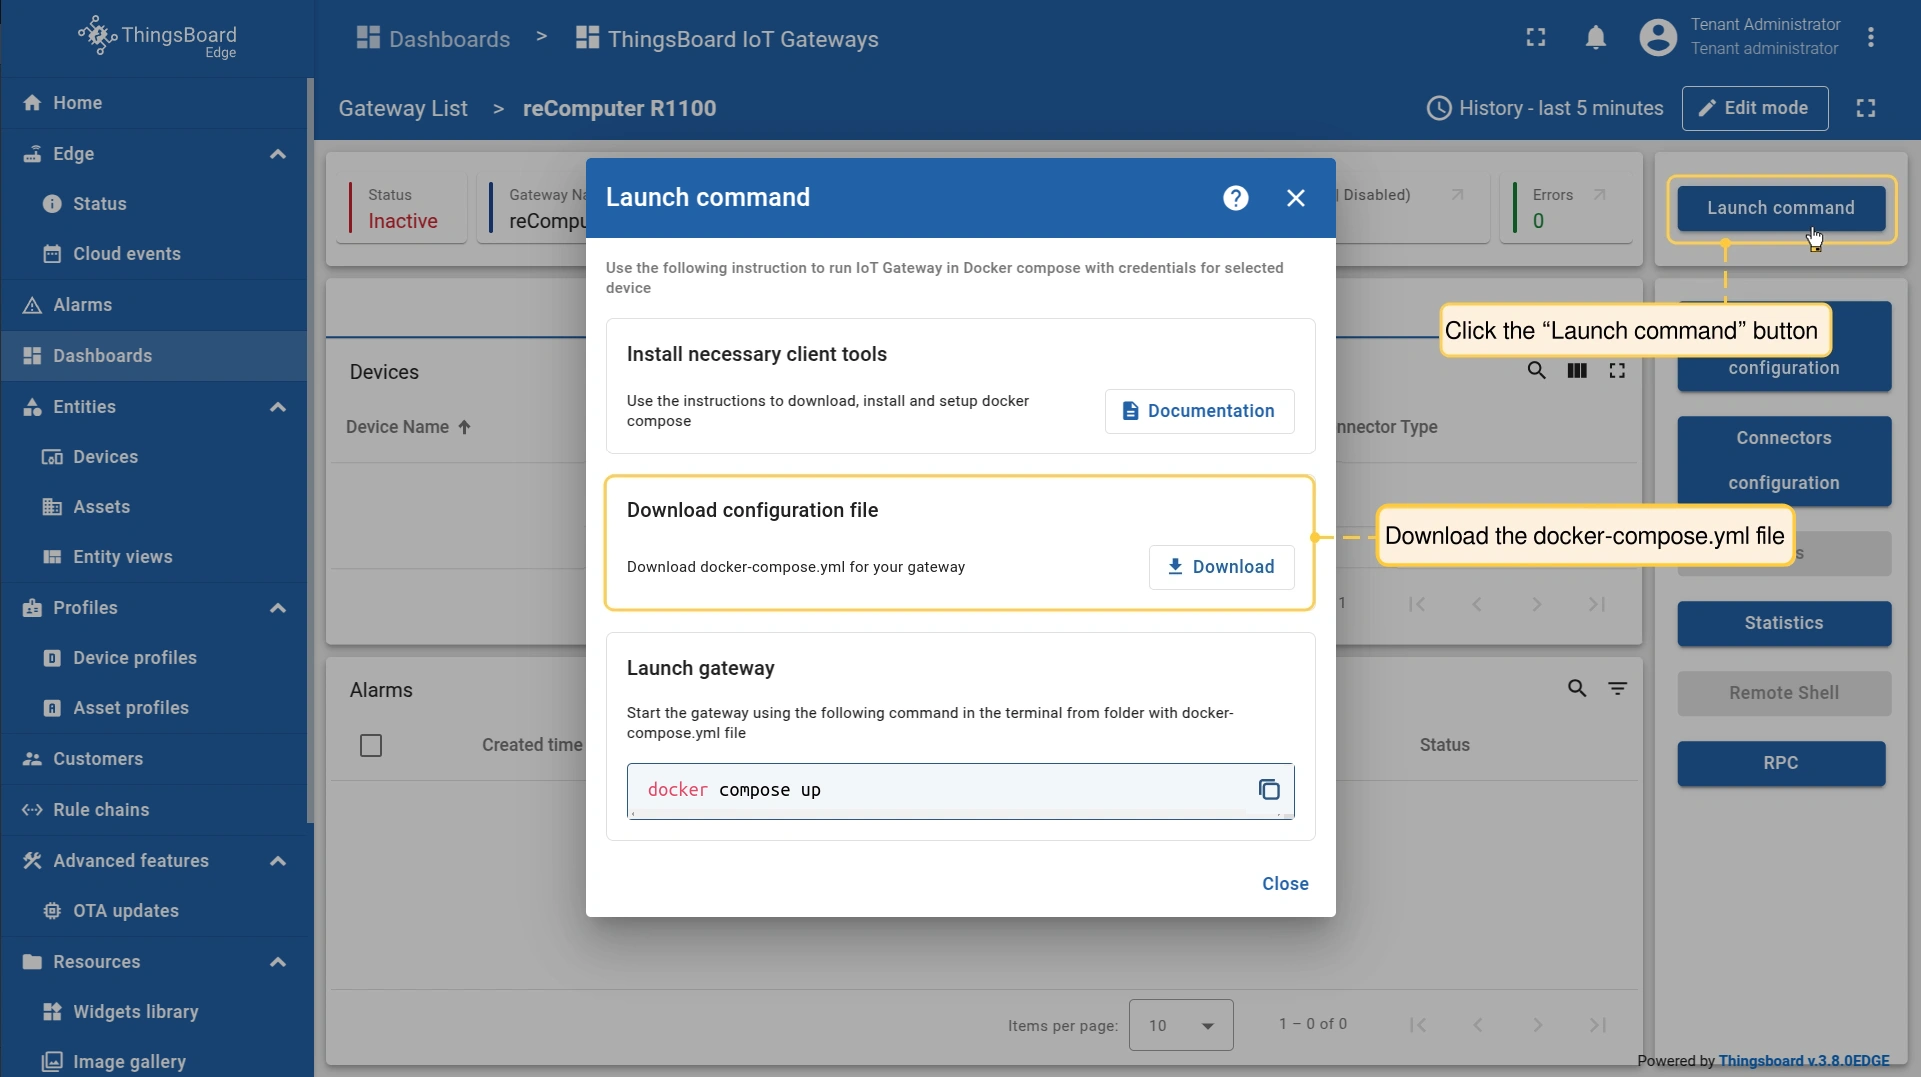 ThingsBoard
Edge
Dashboards > ThingsBoard IoT Gateways
Tenant Administrator
Tenant administrator
Gateway List > reComputer R1100
History - last 5 minutes
Edit mode
Home
Edge
Status
Cloud events
Alarms
Dashboards
Entities
Devices
Assets
Entity views
Profiles
Device profiles
Asset profiles
Customers
Rule chains
Advanced features
OTA updates
Resources
Widgets library
Image gallery
Status
Inactive
Gateway Na
reCompu
Disabled)
Errors
0
Launch command
Click the “Launch command” button
configuration
Connectors
configuration
Download the docker-compose.yml file
s
Statistics
Remote Shell
RPC
Devices
Device Name
nnector Type
1
Alarms
Created time
Status
Items per page: 10
1 – 0 of 0
Powered by Thingsboard v.3.8.0EDGE
Launch command
?
Use the following instruction to run IoT Gateway in Docker compose with credentials for selected
device
Install necessary client tools
Use the instructions to download, install and setup docker
compose
Documentation
Download configuration file
Download docker-compose.yml for your gateway
Download
Launch gateway
Start the gateway using the following command in the terminal from folder with docker-
compose.yml file
docker compose up
Close